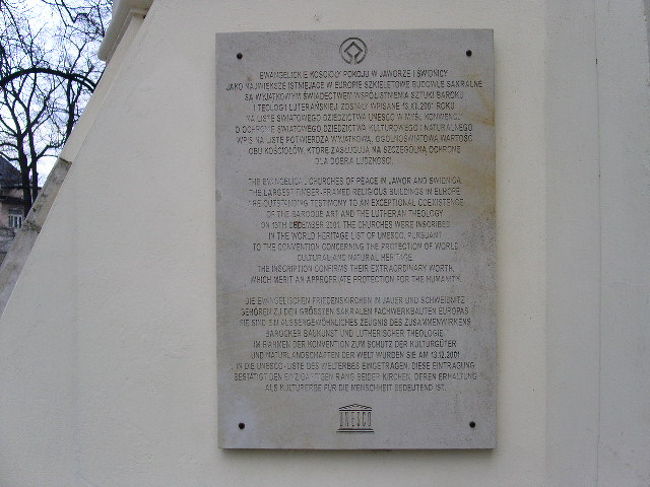 EWANGELICKIE KOŚCIOŁY POKOJU W JAWORZE I ŚWIDNICY
JAKO NAJWIĘKSZE ISTNIEJĄCE W EUROPIE SZKIELETOWE BUDOWLE SAKRALNE
SĄ WYJĄTKOWYM ŚWIADECTWEM WSPÓŁISTNIENIA SZTUKI BAROKU
I TEOLOGII LUTERAŃSKIEJ ZOSTAŁY WPISANE 13.XII.2001 ROKU
NA LISTĘ ŚWIATOWEGO DZIEDZICTWA UNESCO W MYŚL KONWENCJI
O OCHRONIE ŚWIATOWEGO DZIEDZICTWA KULTUROWEGO I NATURALNEGO
WPIS NA LISTĘ POTWIERDZA WYJĄTKOWĄ, OGÓLNOŚWIATOWĄ WARTOŚĆ
OBU KOŚCIOŁÓW, KTÓRE ZASŁUGUJĄ NA SZCZEGÓLNĄ OCHRONĘ
DLA DOBRA LUDZKOŚCI.
THE EVANGELICAL CHURCHES OF PEACE IN JAWOR AND ŚWIDNICA,
THE LARGEST TIMBER-FRAMED RELIGIOUS BUILDINGS IN EUROPE
ARE OUTSTANDING TESTIMONY TO AN EXCEPTIONAL COEXISTENCE
OF THE BAROQUE ART AND THE LUTHERAN THEOLOGY
ON 13TH DECEMBER 2001 THE CHURCHES WERE INSCRIBED
IN THE WORLD HERITAGE LIST OF UNESCO, PURSUANT
TO THE CONVENTION CONCERNING THE PROTECTION OF WORLD
CULTURAL AND NATURAL HERITAGE
THE INSCRIPTION CONFIRMS THEIR EXTRAORDINARY WORTH,
WHICH MERIT AN APPROPRIATE PROTECTION FOR THE HUMANITY.
DIE EVANGELISCHEN FRIEDENSKIRCHEN IN JAUER UND SCHWEIDNITZ
GEHÖREN ZU DEN GRÖSSTEN SAKRALEN FACHWERKBAUTEN EUROPAS
SIE SIND EIN AUSSERGEWÖHNLICHES ZEUGNIS DES ZUSAMMENWIRKENS
BAROCKER BAUKUNST UND LUTHERISCHER THEOLOGIE
IM RAHMEN DER KONVENTION ZUM SCHUTZ DER KULTURGÜTER
UND NATURLANDSCHAFTEN DER WELT WURDEN SIE AM 13.12.2001
IN DIE UNESCO-LISTE DES WELTERBES EINGETRAGEN, DIESE EINTRAGUNG
BESTÄTIGT DEN EINZIGARTIGEN RANG BEIDER KIRCHEN, DEREN ERHALTUNG
ALS KULTURERBE FÜR DIE MENSCHHEIT BEDEUTEND IST.
UNESCO